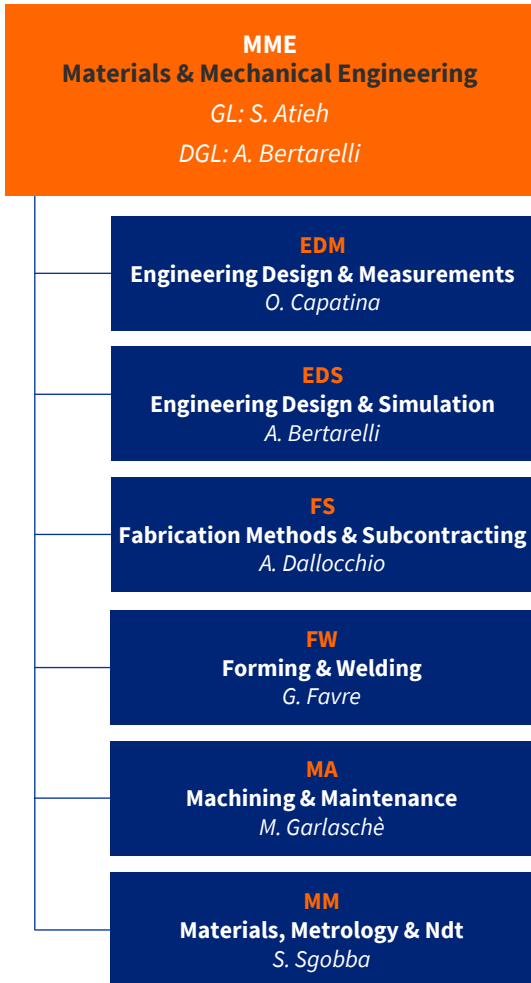 MME
Materials & Mechanical Engineering
GL: S. Atieh
DGL: A. Bertarelli
EDM
Engineering Design & Measurements
O. Capatina
EDS
Engineering Design & Simulation
A. Bertarelli
FS
Fabrication Methods & Subcontracting
A. Dallocchio
FW
Forming & Welding
G. Favre
MA
Machining & Maintenance
M. Garlaschè
MM
Materials, Metrology & Ndt
S. Sgobba